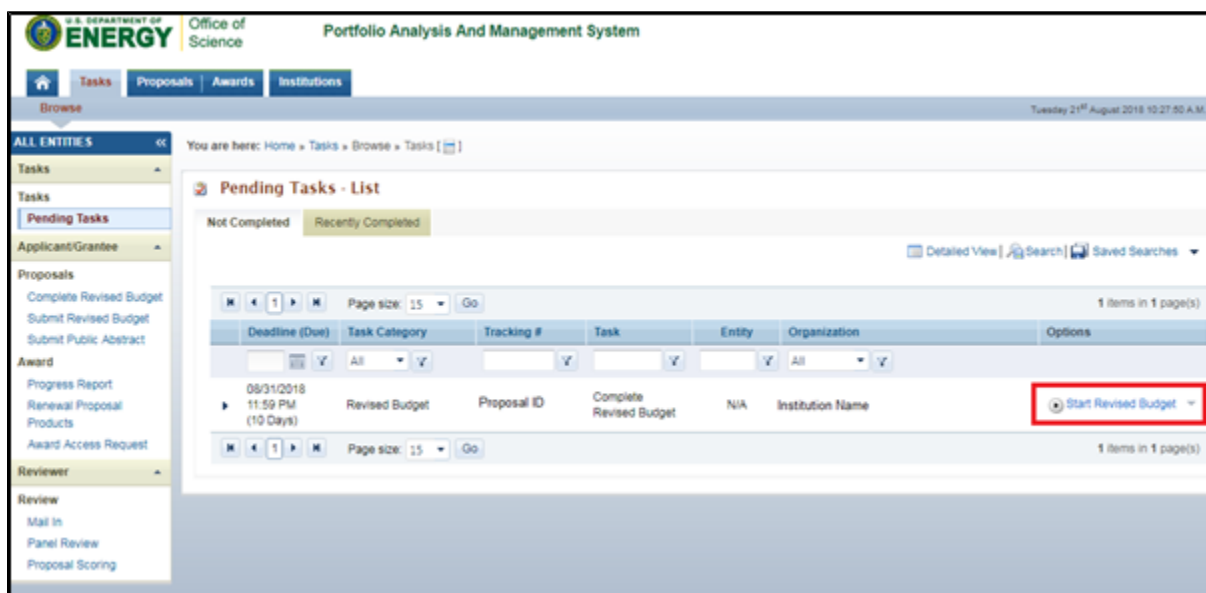 U.S. DEPARTMENT OF
ENERGY
Office of
Science
Portfolio Analysis And Management System
Tasks Proposals | Awards Institutions
Browse
Tuesday 21st August 2018 10:27:50 A.M.
ALL ENTITIES «
You are here: Home » Tasks » Browse » Tasks [ ]
Tasks
Tasks
Pending Tasks
Applicant/Grantee
Proposals
Complete Revised Budget
Submit Revised Budget
Submit Public Abstract
Award
Progress Report
Renewal Proposal
Products
Award Access Request
Reviewer
Review
Mail In
Panel Review
Proposal Scoring
Pending Tasks - List
Not Completed Recently Completed
Detailed View | Search | Saved Searches
1 Page size: 15 Go 1 items in 1 page(s)
Deadline (Due) Task Category Tracking # Task Entity Organization Options
All All
08/31/2018
11:59 PM
(10 Days)
Revised Budget
Proposal ID
Complete
Revised Budget
N/A
Institution Name
Start Revised Budget
1 Page size: 15 Go 1 items in 1 page(s)